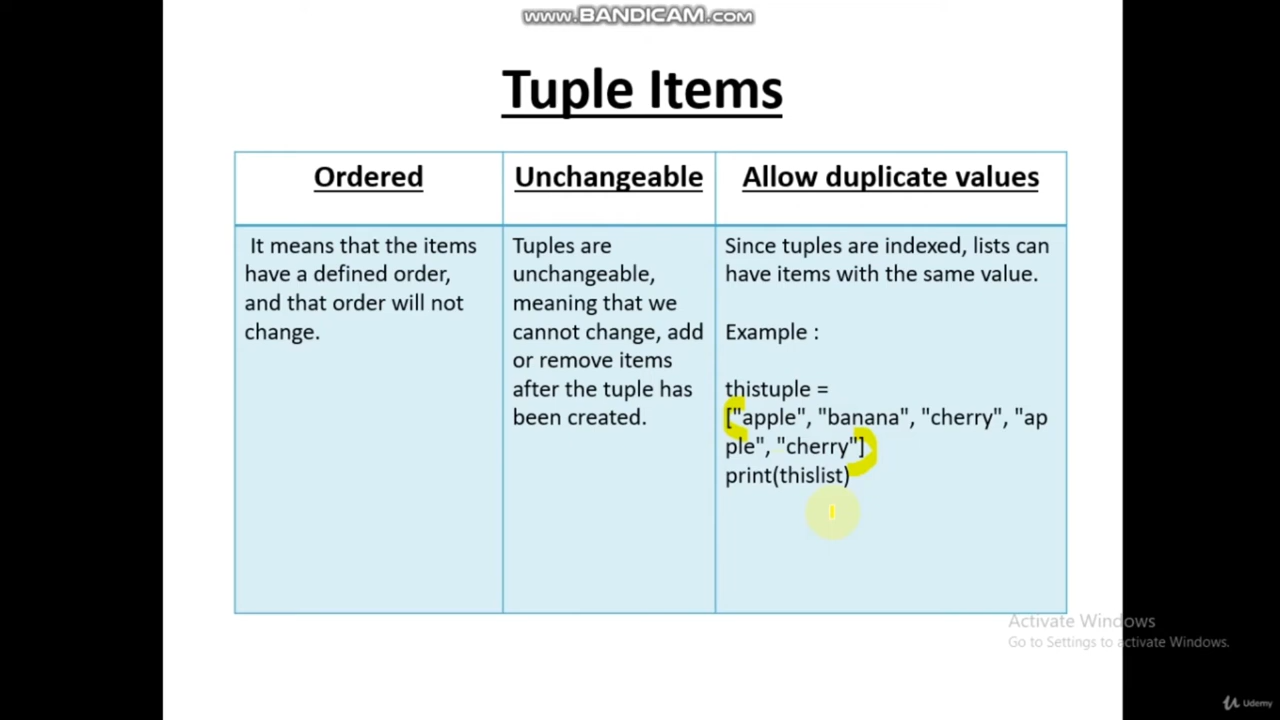 www.BANDICAM.com
Tuple Items
Ordered
Unchangeable
Allow duplicate values
It means that the items
have a defined order,
and that order will not
change.
Tuples are
unchangeable,
meaning that we
cannot change, add
or remove items
after the tuple has
been created.
Since tuples are indexed, lists can
have items with the same value.
Example :
thistuple =
["apple", "banana", "cherry", "ap
ple", "cherry"]
print(thislist)
Activate Windows
Go to Settings to activate Windows.
Udemy